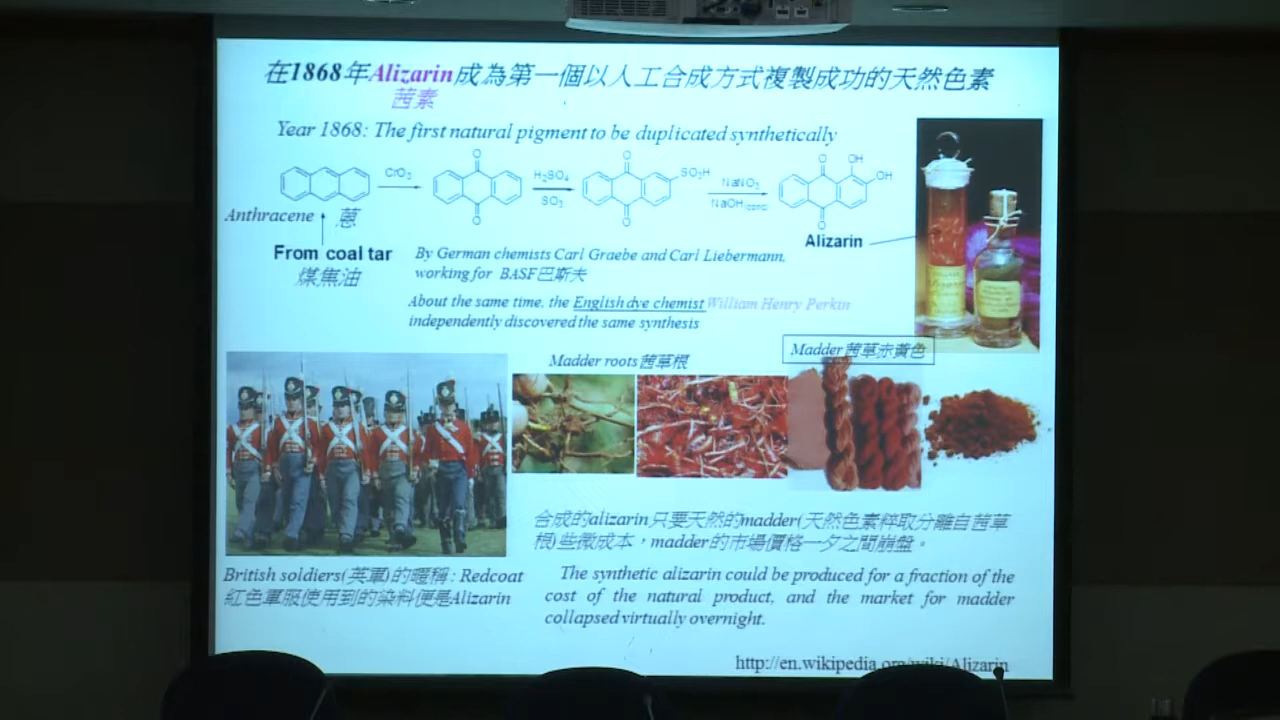 在1868年Alizarin成為第一個以人工合成方式複製成功的天然色素
茜素
Year 1868: The first natural pigment to be duplicated synthetically
CrO₃
H₂SO₄
SO₃
SO₃H
NaNO₃
NaOH(conc)
O
O
O
O
O
O
OH
OH
Anthracene 蒽
From coal tar
煤焦油
Alizarin
By German chemists Carl Graebe and Carl Liebermann,
working for BASF巴斯夫
About the same time, the English dye chemist William Henry Perkin
independently discovered the same synthesis
Madder roots茜草根
Madder茜草赤黃色
合成的alizarin只要天然的madder(天然色素粹取分離自茜草
根)些微成本，madder的市場價格一夕之間崩盤。
British soldiers(英軍)的暱稱: Redcoat
紅色軍服使用到的染料便是Alizarin
The synthetic alizarin could be produced for a fraction of the
cost of the natural product, and the market for madder
collapsed virtually overnight.
http://en.wikipedia.org/wiki/Alizarin